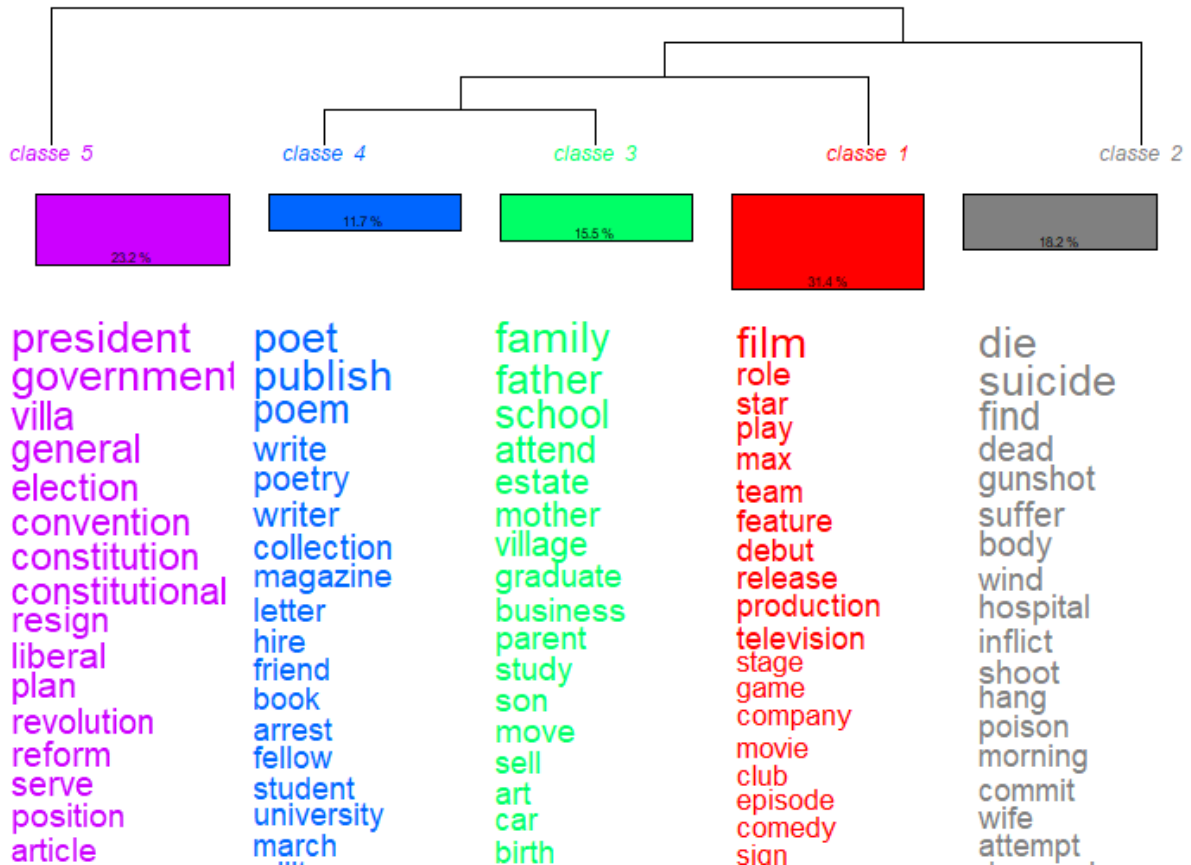 classe 5
classe 4
classe 3
classe 1
classe 2
23.2 %
11.7 %
15.5 %
31.4 %
18.2 %
president
government
villa
general
election
convention
constitution
constitutional
resign
liberal
plan
revolution
reform
serve
position
article
poet
publish
poem
write
poetry
writer
collection
magazine
letter
hire
friend
book
arrest
fellow
student
university
march
family
father
school
attend
estate
mother
village
graduate
business
parent
study
son
move
sell
art
car
birth
film
role
star
play
max
team
feature
debut
release
production
television
stage
game
company
movie
club
episode
comedy
sign
die
suicide
find
dead
gunshot
suffer
body
wind
hospital
inflict
shoot
hang
poison
morning
commit
wife
attempt